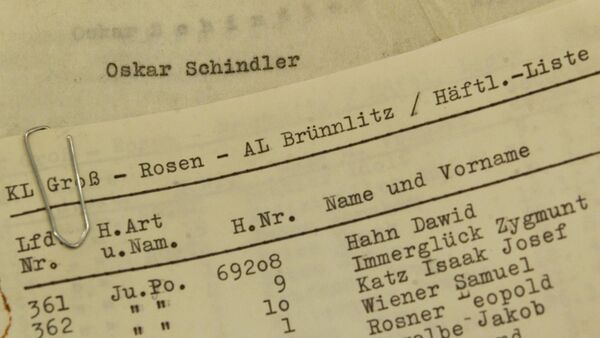 Oskar Schindler
KL Groß - Rosen - AL Brünnlitz / Häftl.-Liste
Lfd H.Art H.Nr. Name und Vorname
Nr. u.Nam.
361 Ju.Po. 69208 Hahn Dawid
362 " " 9 Immerglück Zygmunt
" " 10 Katz Isaak Josef
1 Wiener Samuel
Rosner Leopold